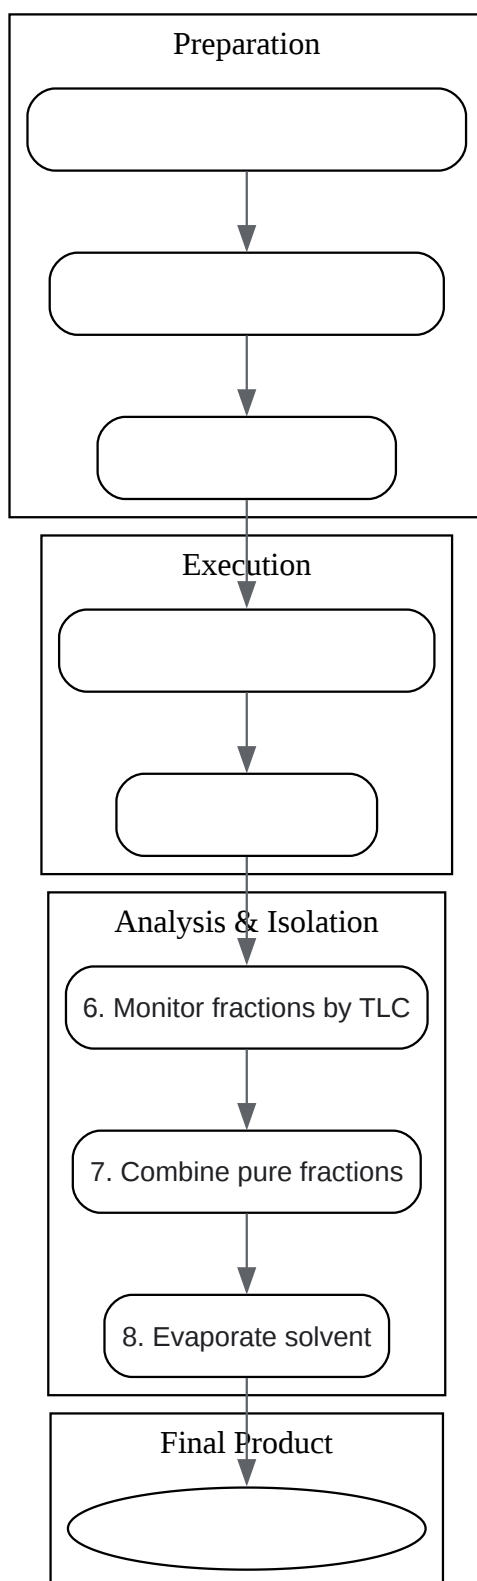 Preparation
Execution
Analysis & Isolation
6. Monitor fractions by TLC
7. Combine pure fractions
8. Evaporate solvent
Final Product